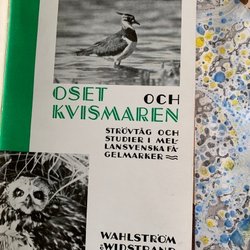 OSET OCH
KVISMAREN
STRÖVTÅG OCH
STUDIER I MEL-
LANSVENSKA FÅ-
GELMARKER
WAHLSTRÖM
& WIDSTRAND